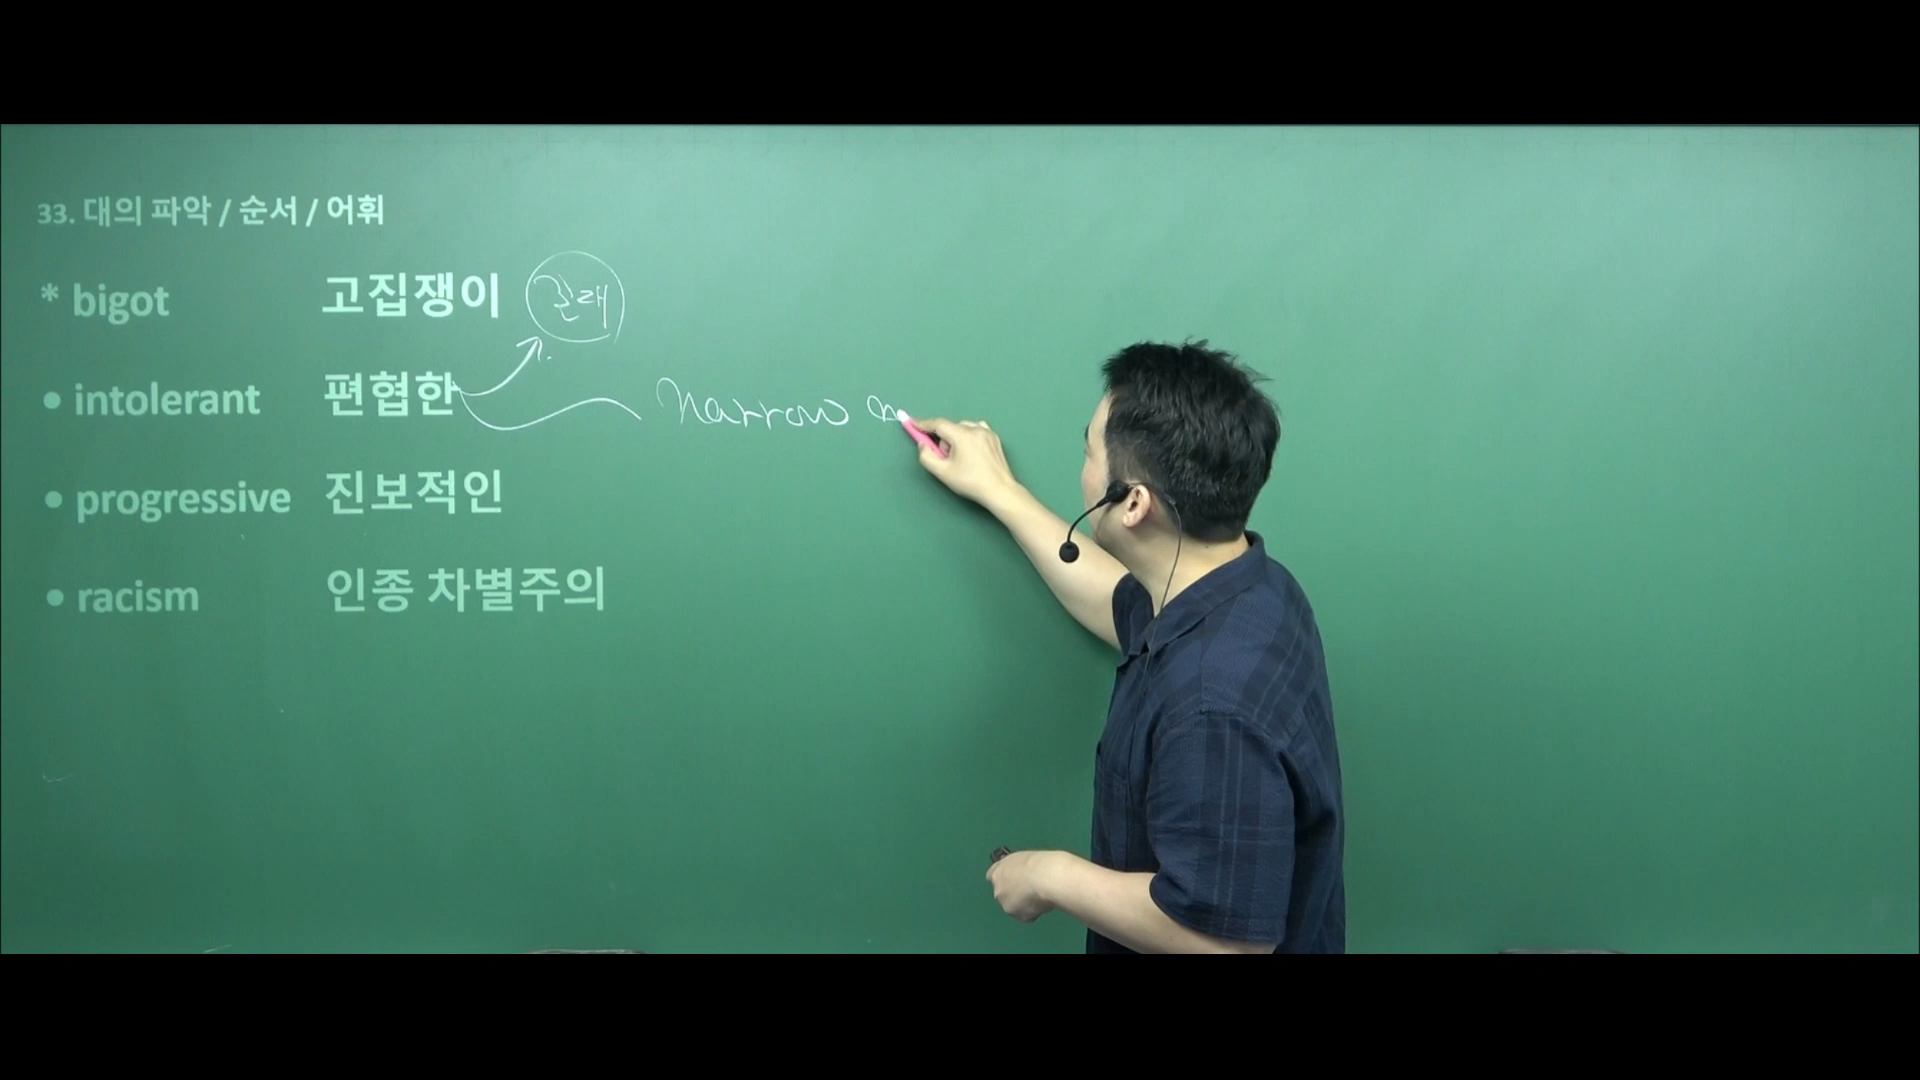 33. 대의 파악 / 순서 / 어휘
* bigot 고집쟁이 꼰대
• intolerant 편협한 narrow m
• progressive 진보적인
• racism 인종 차별주의